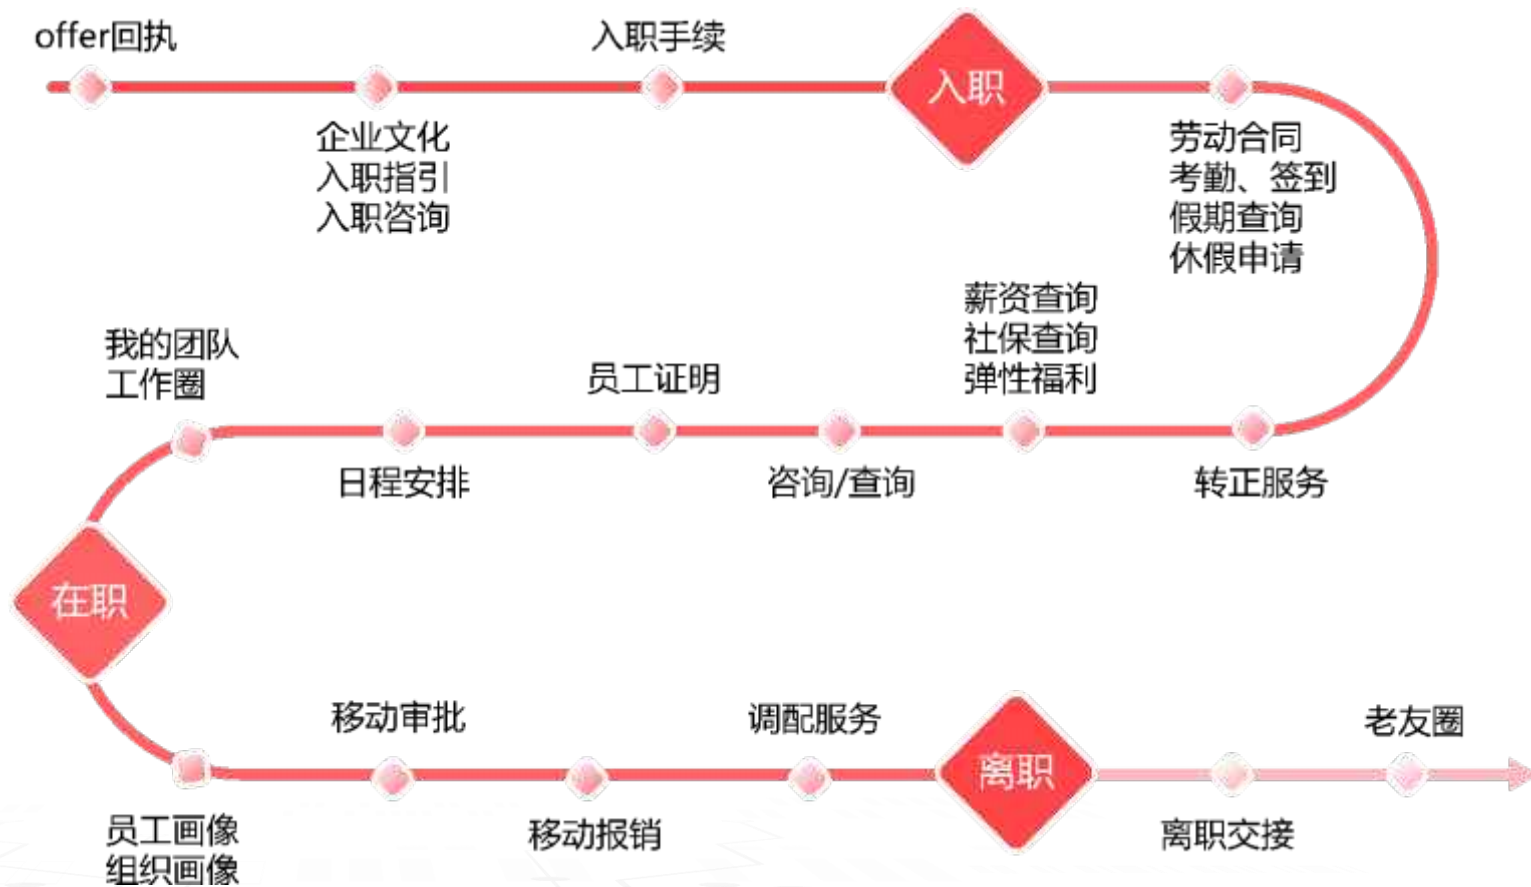 offer回执
入职手续
入职
企业文化
入职指引
入职咨询
劳动合同
考勤、签到
假期查询
休假申请
薪资查询
社保查询
弹性福利
我的团队
工作圈
员工证明
日程安排
咨询/查询
转正服务
在职
移动审批
调配服务
离职
老友圈
员工画像
组织画像
移动报销
离职交接